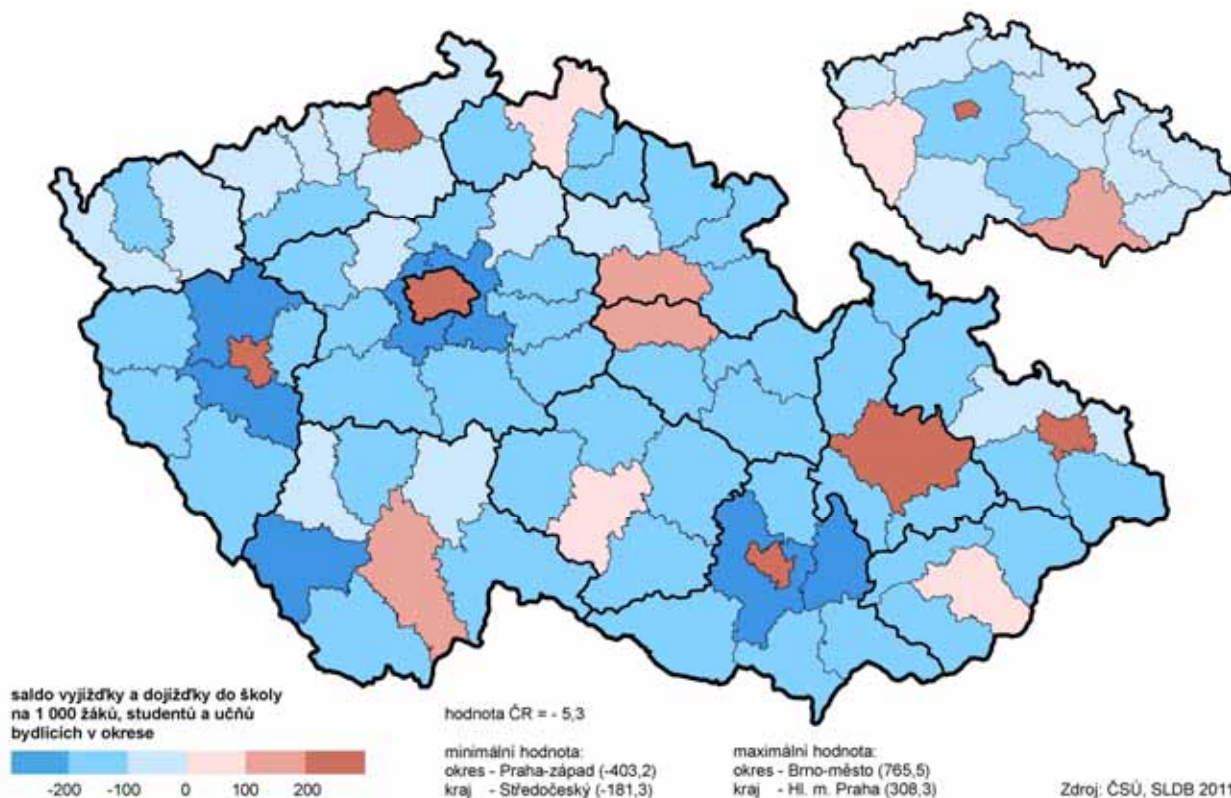 saldo vyjížďky a dojížďky do školy
na 1 000 žáků, studentů a učňů
bydlících v okrese
-200 -100 0 100 200
hodnota ČR = - 5,3
minimální hodnota:
okres - Praha-západ (-403,2)
kraj - Středočeský (-181,3)
maximální hodnota:
okres - Brno-město (765,5)
kraj - Hl. m. Praha (308,3)
Zdroj: ČSÚ, SLDB 2011